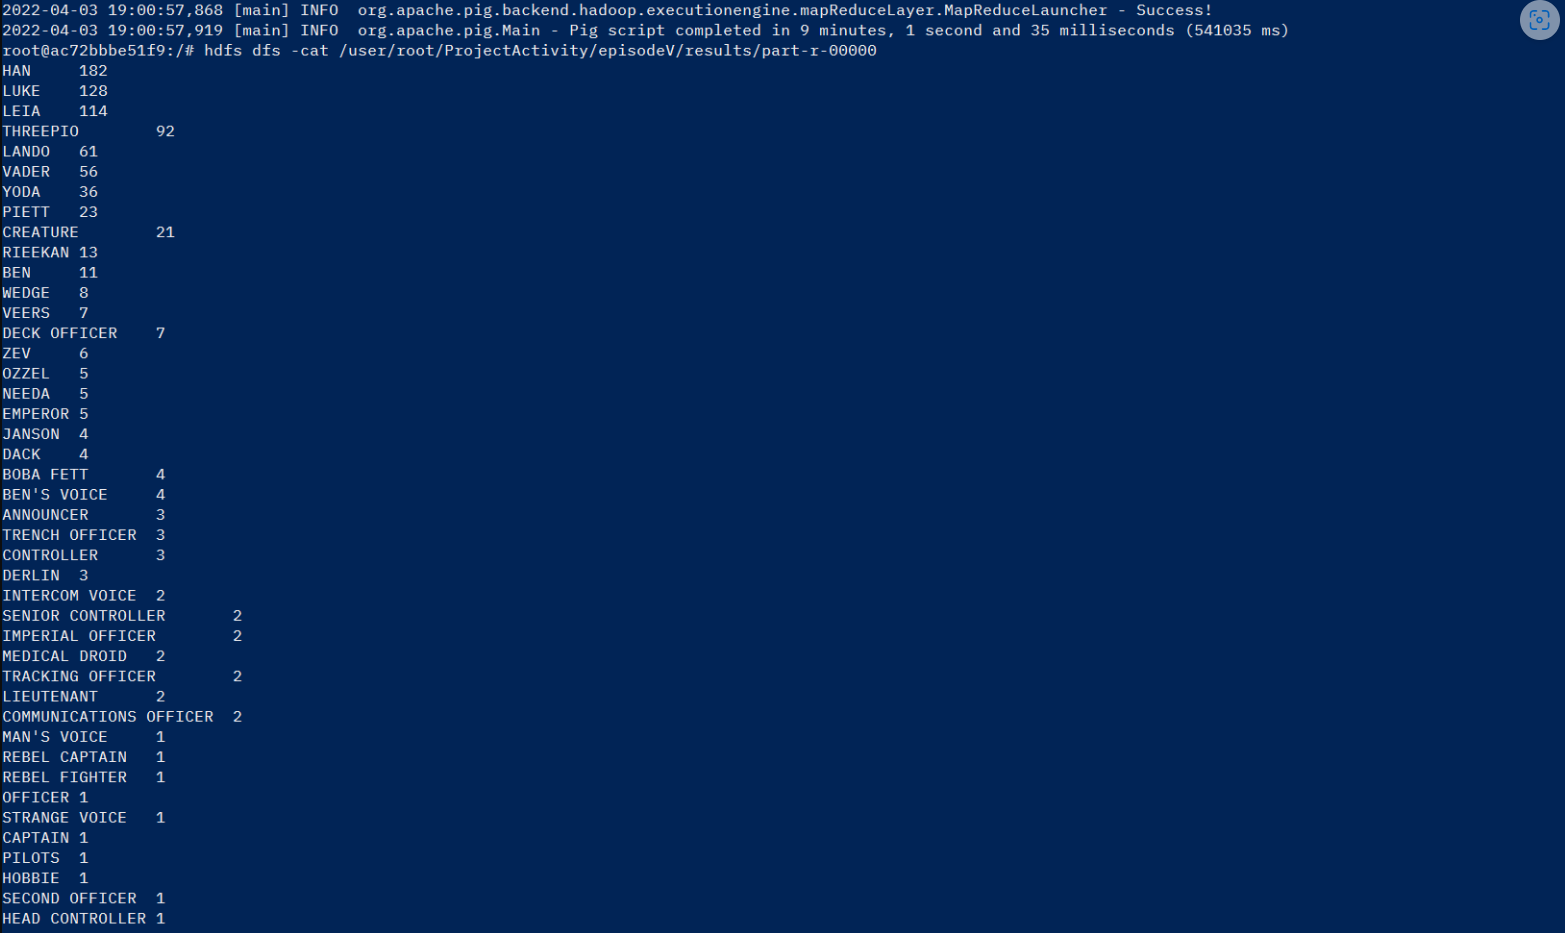 2022-04-03 19:00:57,868 [main] INFO  org.apache.pig.backend.hadoop.executionengine.mapReduceLayer.MapReduceLauncher - Success!
2022-04-03 19:00:57,919 [main] INFO  org.apache.pig.Main - Pig script completed in 9 minutes, 1 second and 35 milliseconds (541035 ms)
root@ac72bbbe51f9:/# hdfs dfs -cat /user/root/ProjectActivity/episodeV/results/part-r-00000
HAN     182
LUKE    128
LEIA    114
THREEPIO        92
LANDO   61
VADER   56
YODA    36
PIETT   23
CREATURE        21
RIEEKAN 13
BEN     11
WEDGE   8
VEERS   7
DECK OFFICER    7
ZEV     6
OZZEL   5
NEEDA   5
EMPEROR 5
JANSON  4
DACK    4
BOBA FETT       4
BEN'S VOICE     4
ANNOUNCER       3
TRENCH OFFICER  3
CONTROLLER      3
DERLIN  3
INTERCOM VOICE  2
SENIOR CONTROLLER       2
IMPERIAL OFFICER        2
MEDICAL DROID   2
TRACKING OFFICER        2
LIEUTENANT      2
COMMUNICATIONS OFFICER  2
MAN'S VOICE     1
REBEL CAPTAIN   1
REBEL FIGHTER   1
OFFICER 1
STRANGE VOICE   1
CAPTAIN 1
PILOTS  1
HOBBIE  1
SECOND OFFICER  1
HEAD CONTROLLER 1